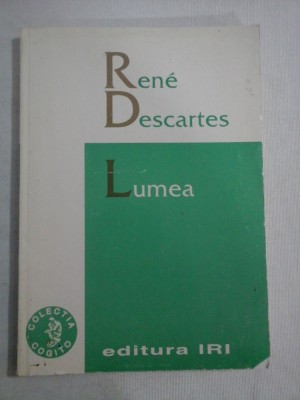 René
Descartes
Lumea
COLECȚIA
COGITO
editura IRI